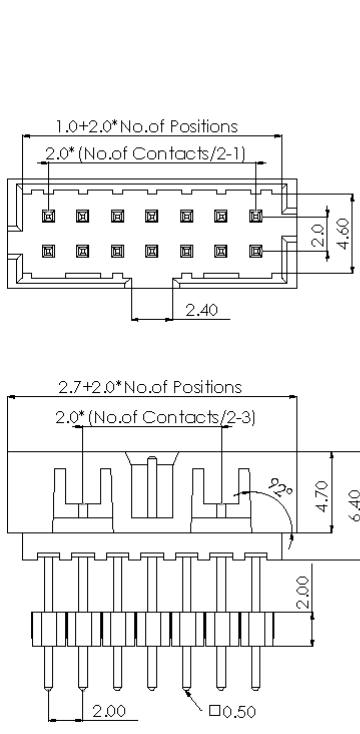 1.0+2.0*No.of Positions
2.0*(No.of Contacts/2-1)
2.0
4.60
2.40
2.7+2.0*No.of Positions
2.0*(No.of Contacts/2-3)
92°
4.70
6.40
2.00
2.00
□0.50